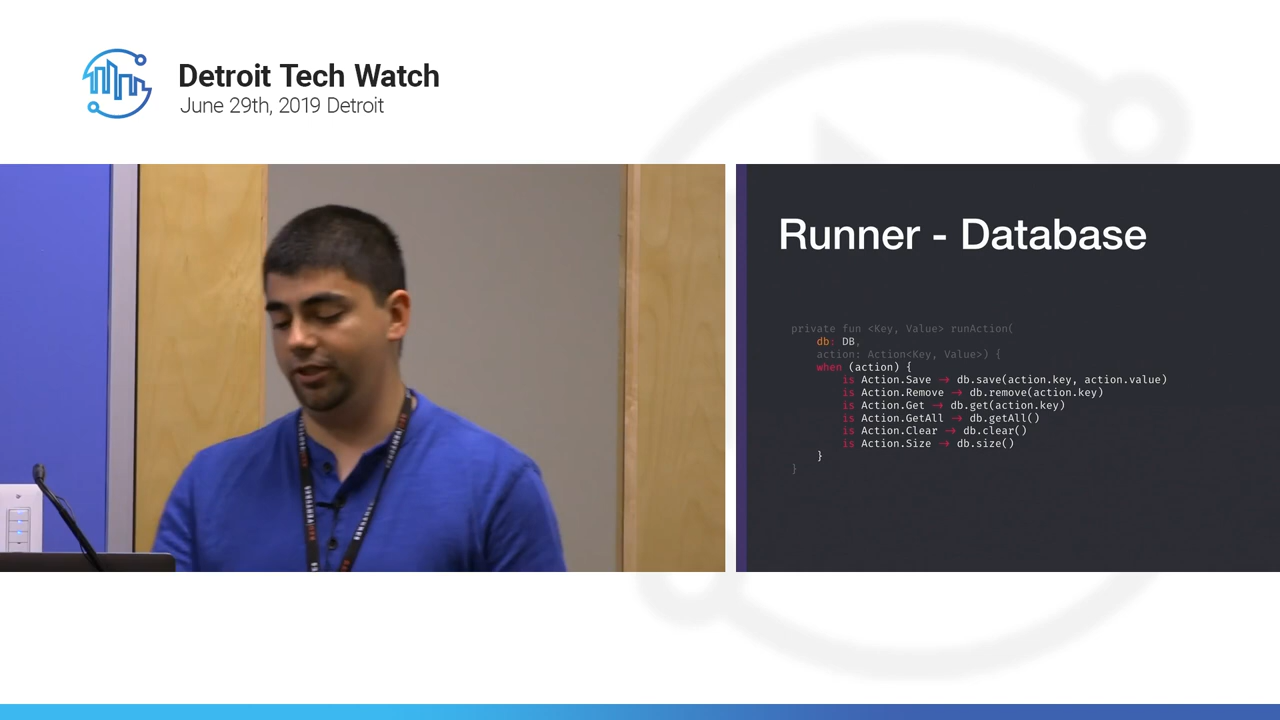 Detroit Tech Watch
June 29th, 2019 Detroit
Runner - Database
private fun <Key, Value> runAction(
db: DB,
action: Action<Key, Value>) {
when (action) {
is Action.Save → db.save(action.key, action.value)
is Action.Remove → db.remove(action.key)
is Action.Get → db.get(action.key)
is Action.GetAll → db.getAll()
is Action.Clear → db.clear()
is Action.Size → db.size()
}
}